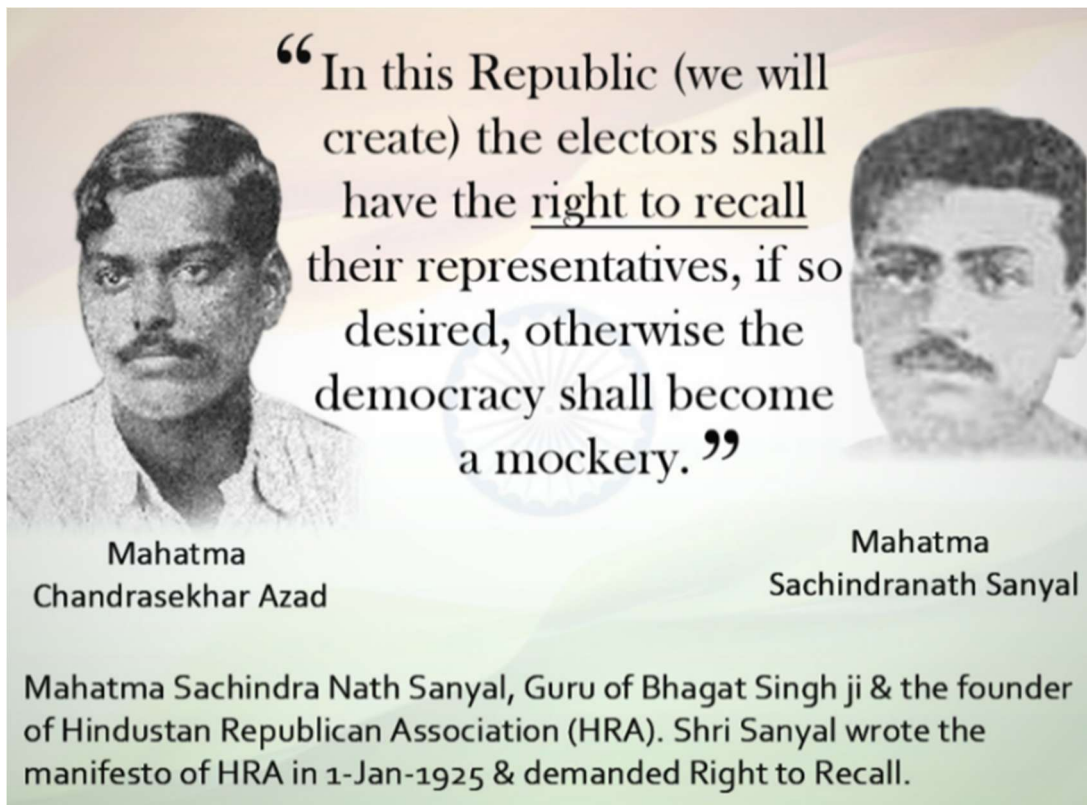 “ In this Republic (we will
create) the electors shall
have the right to recall
their representatives, if so
desired, otherwise the
democracy shall become
a mockery. ”
Mahatma
Chandrasekhar Azad
Mahatma
Sachindranath Sanyal
Mahatma Sachindra Nath Sanyal, Guru of Bhagat Singh ji & the founder
of Hindustan Republican Association (HRA). Shri Sanyal wrote the
manifesto of HRA in 1-Jan-1925 & demanded Right to Recall.